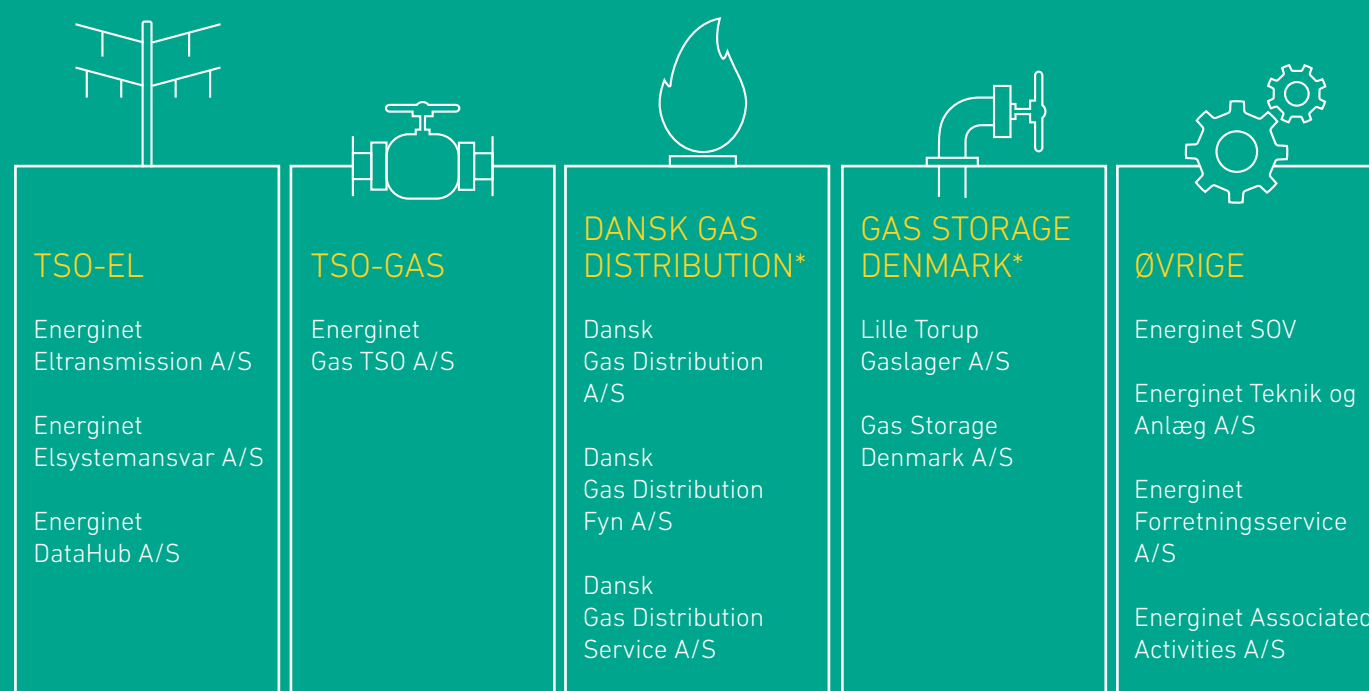 TSO-EL
Energinet
Eltransmission A/S
Energinet
Elsystemansvar A/S
Energinet
DataHub A/S
TSO-GAS
Energinet
Gas TSO A/S
DANSK GAS
DISTRIBUTION*
Dansk
Gas Distribution
A/S
Dansk
Gas Distribution
Fyn A/S
Dansk
Gas Distribution
Service A/S
GAS STORAGE
DENMARK*
Lille Torup
Gaslager A/S
Gas Storage
Denmark A/S
ØVRIGE
Energinet SOV
Energinet Teknik og
Anlæg A/S
Energinet
Forretningsservice
A/S
Energinet Associated
Activities A/S